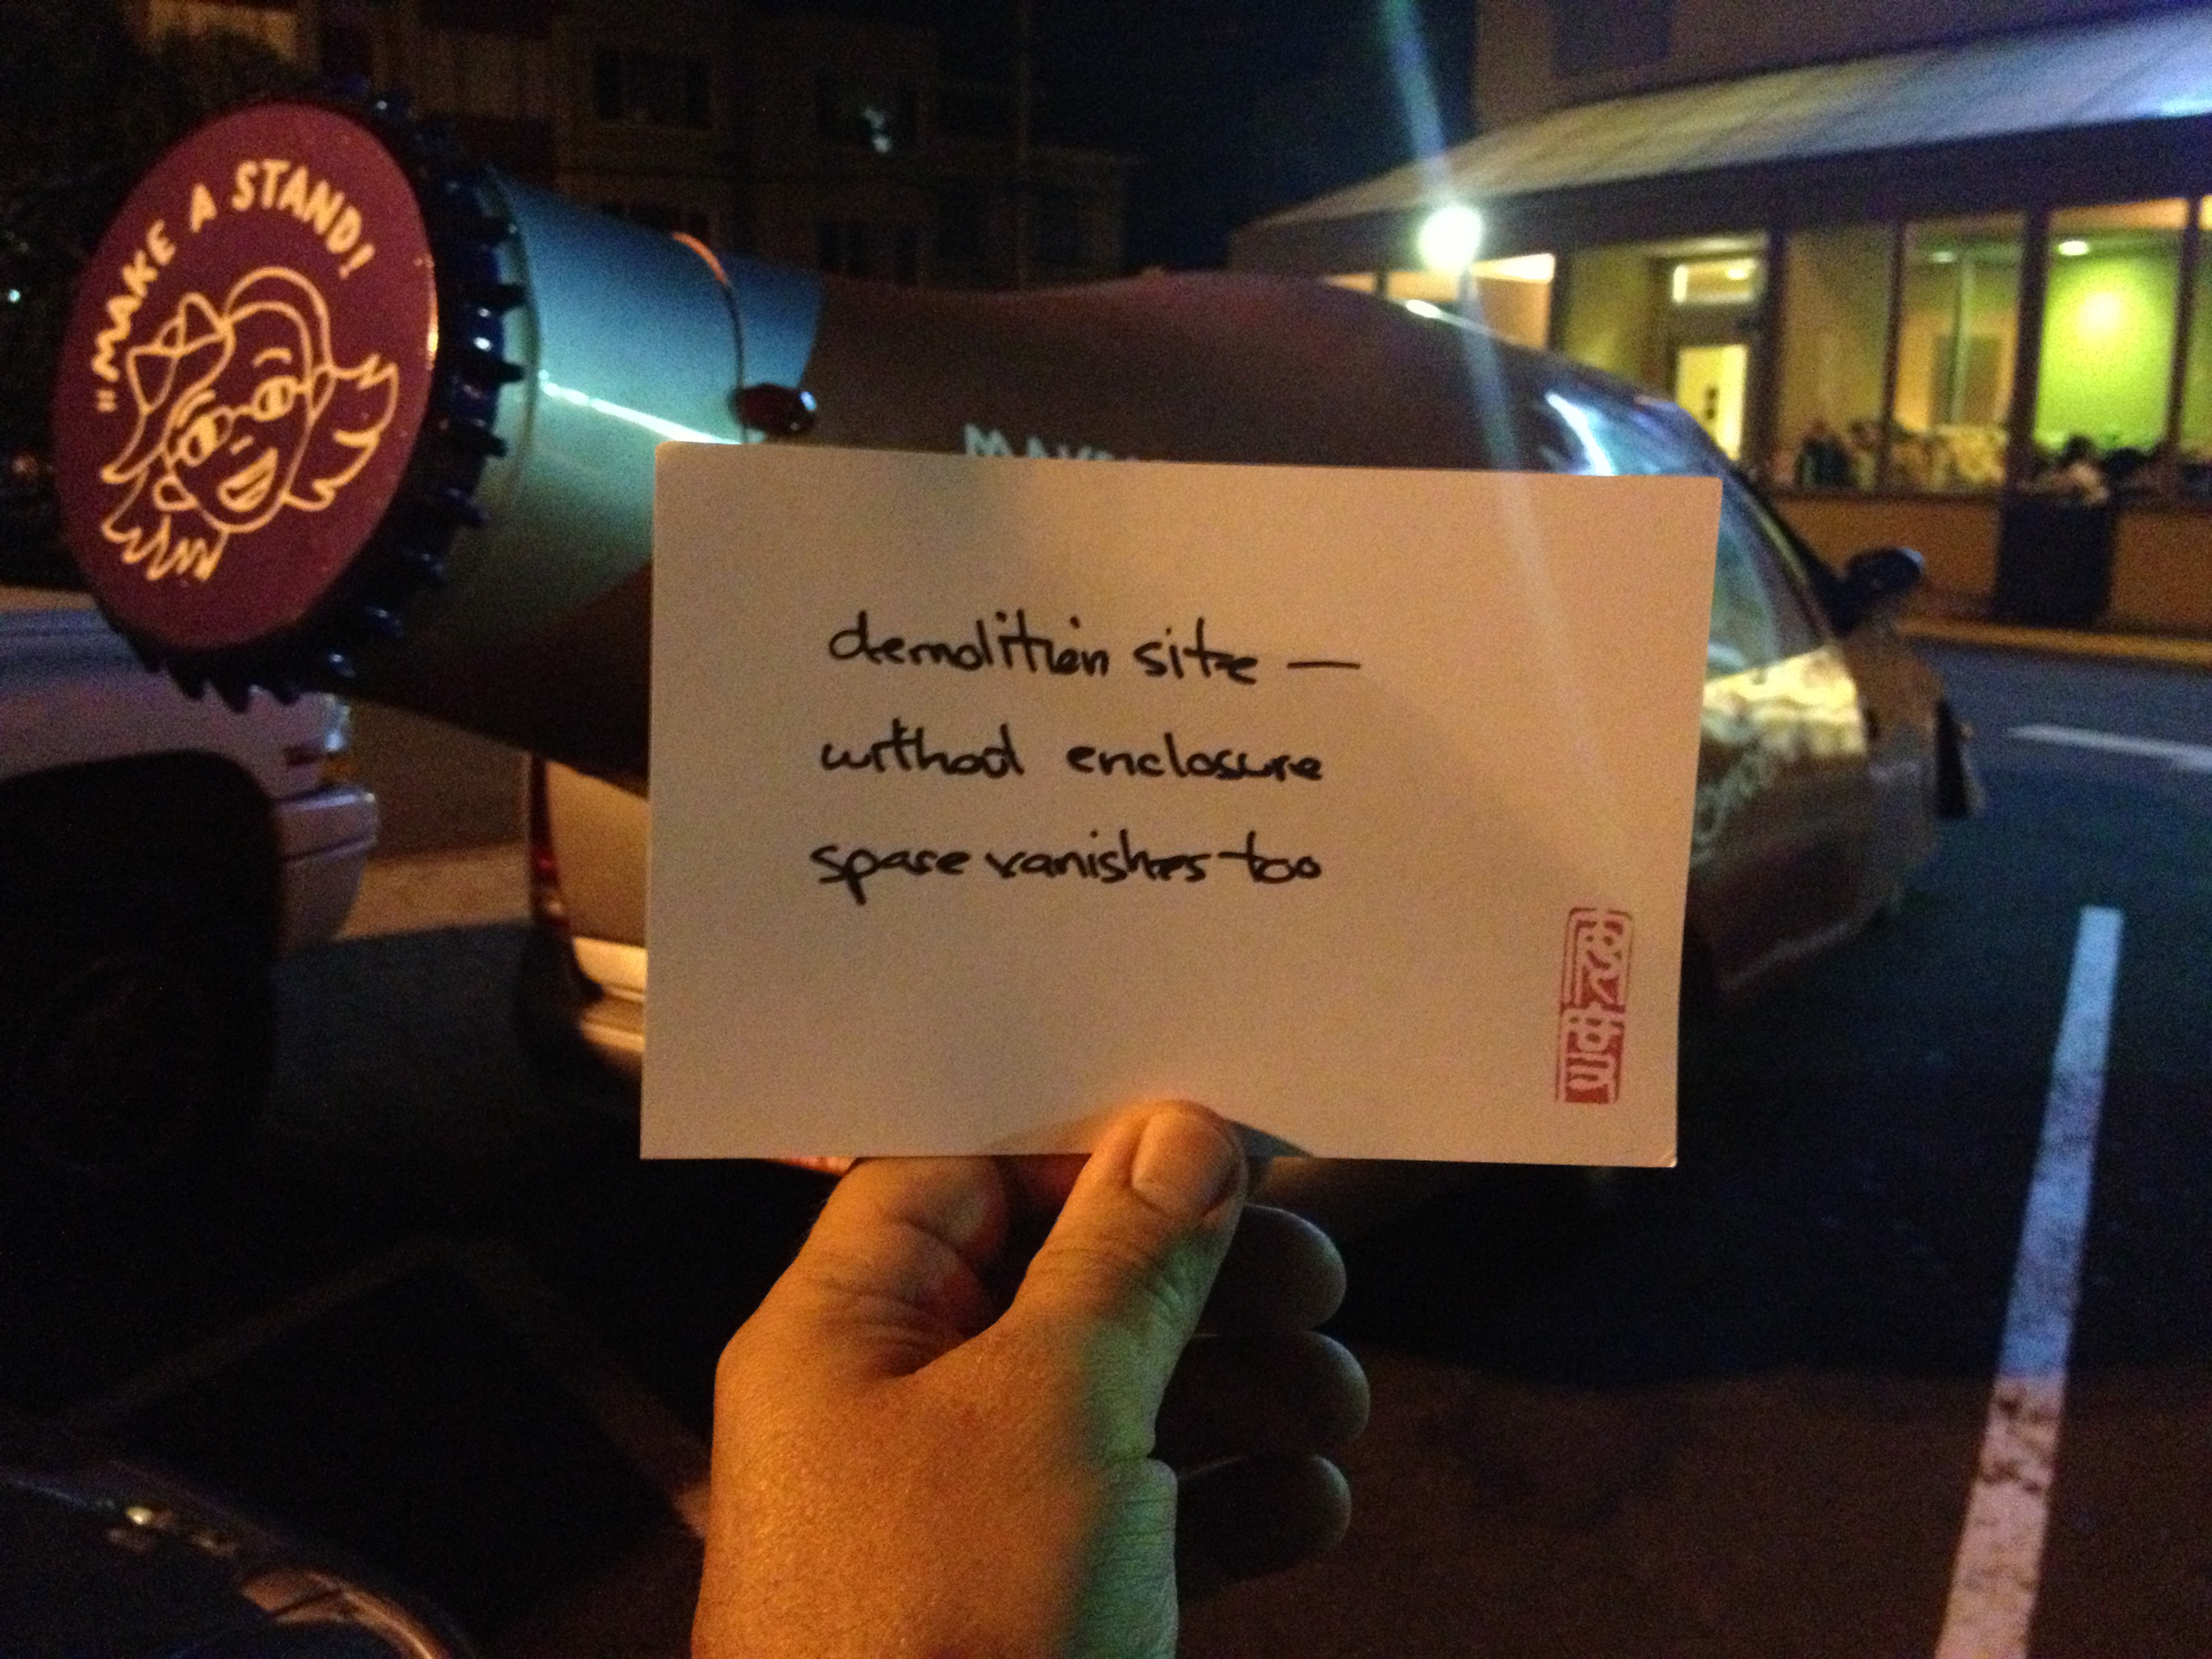 "MAKE A STAND!
demolition site —
without enclosure
space vanishes too